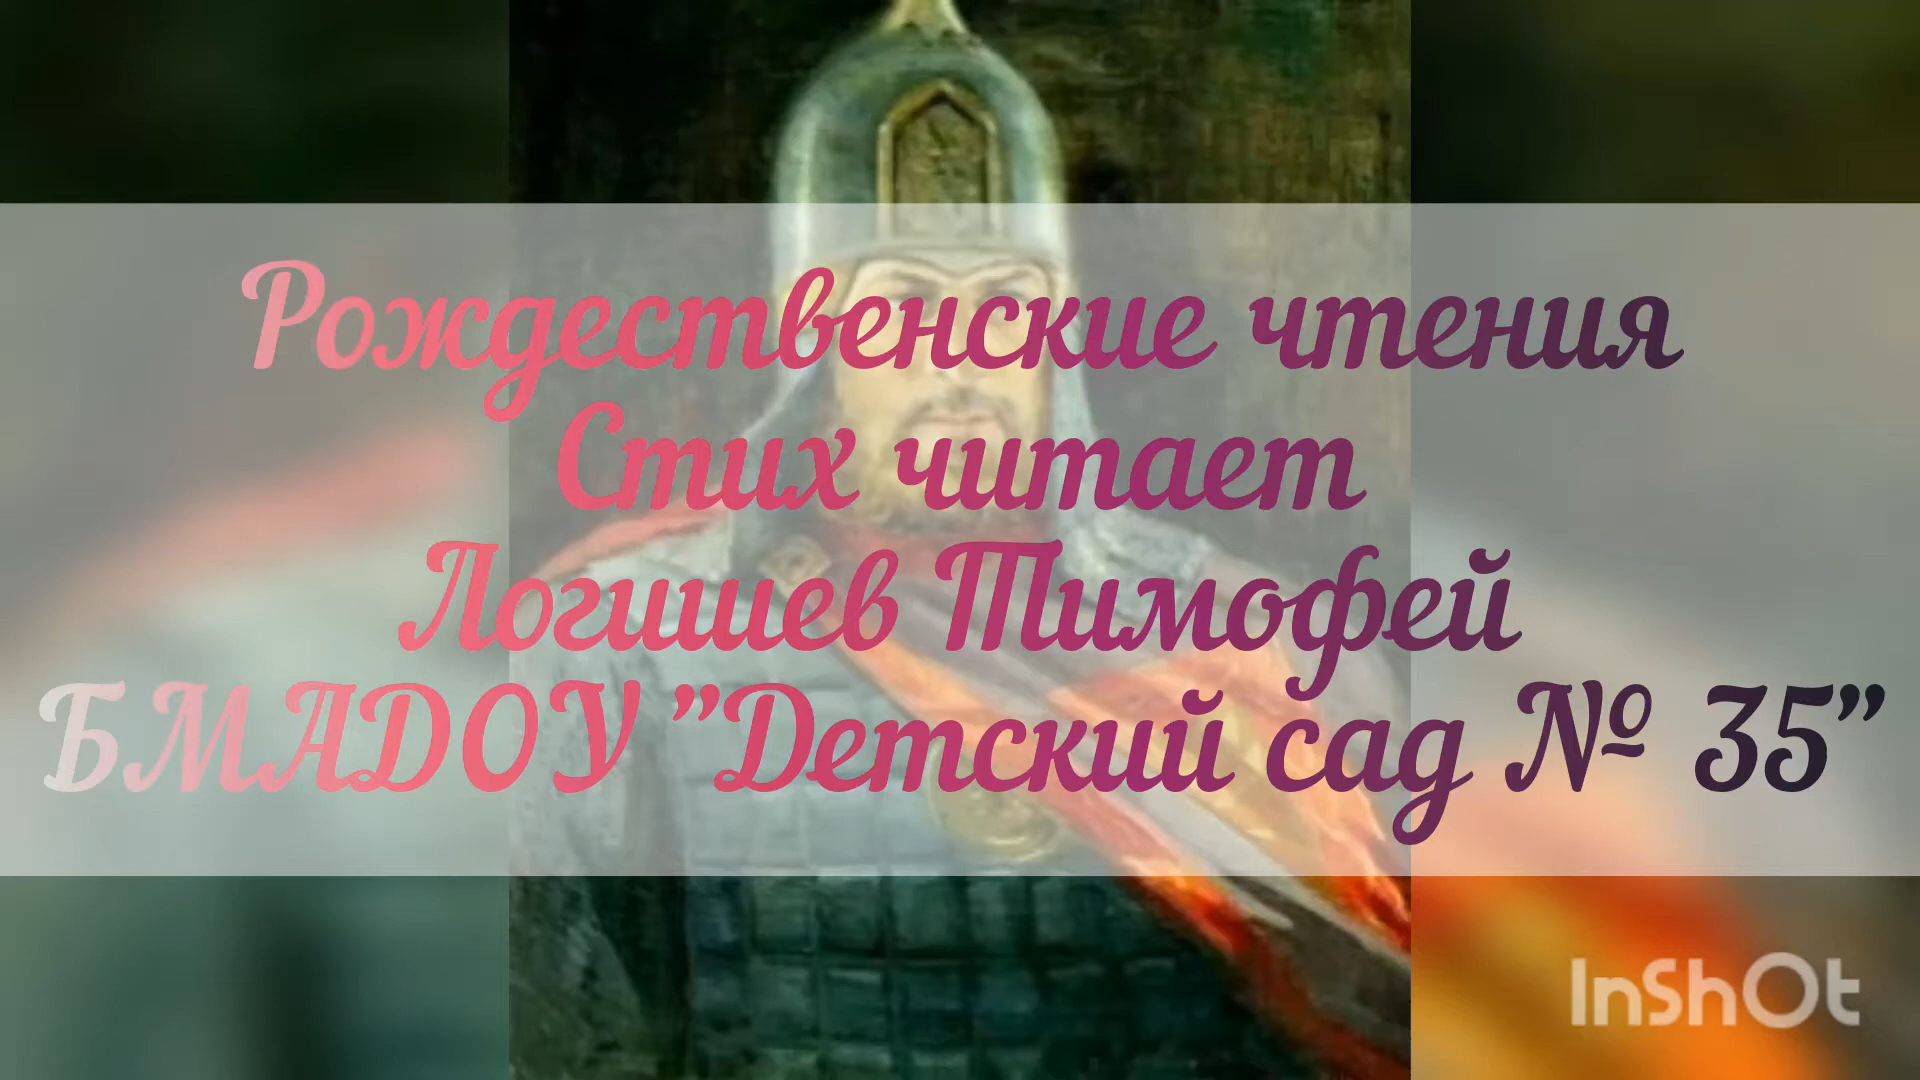 Рождественские чтения
Стих читает
Логишев Тимофей
БМАДОУ "Детский сад № 35"
InShOt